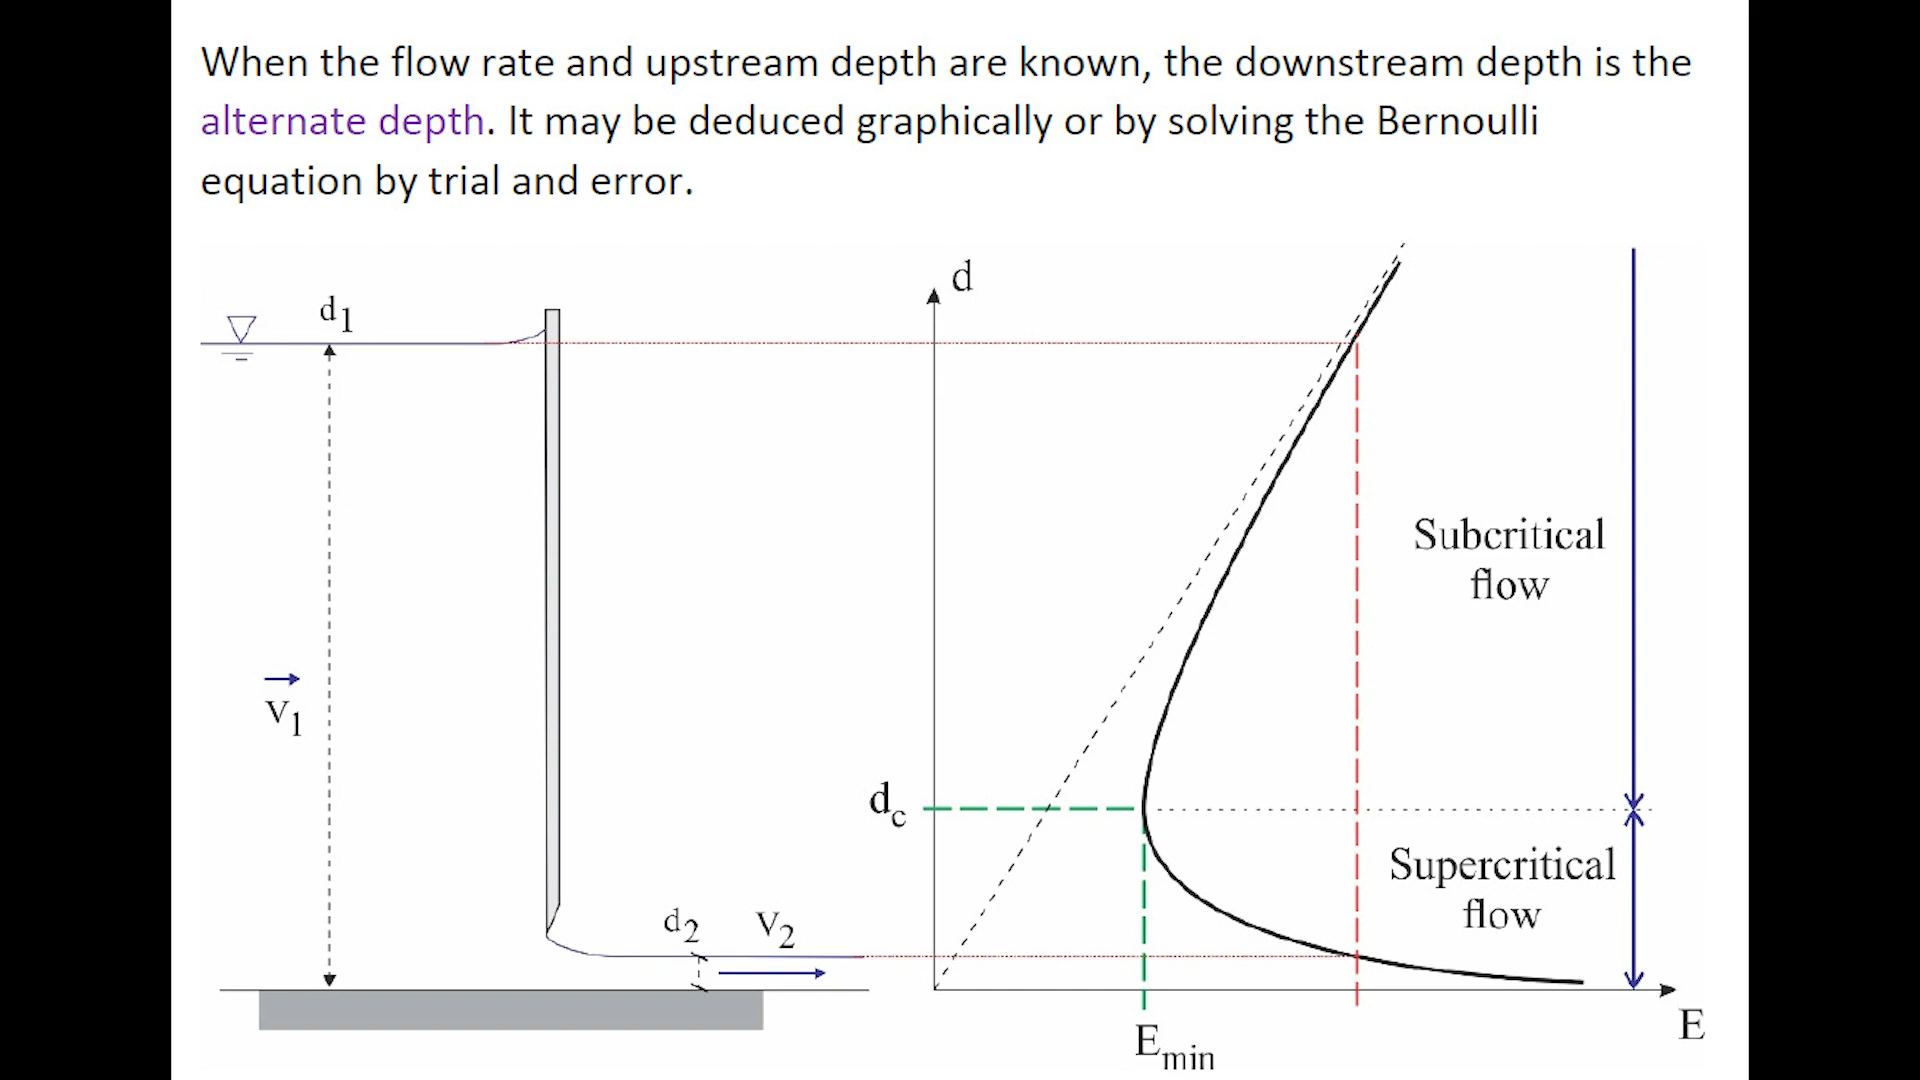 When the flow rate and upstream depth are known, the downstream depth is the
alternate depth. It may be deduced graphically or by solving the Bernoulli
equation by trial and error.
d
d1
Subcritical
flow
V1
dc
Supercritical
flow
d2
V2
E
Emin